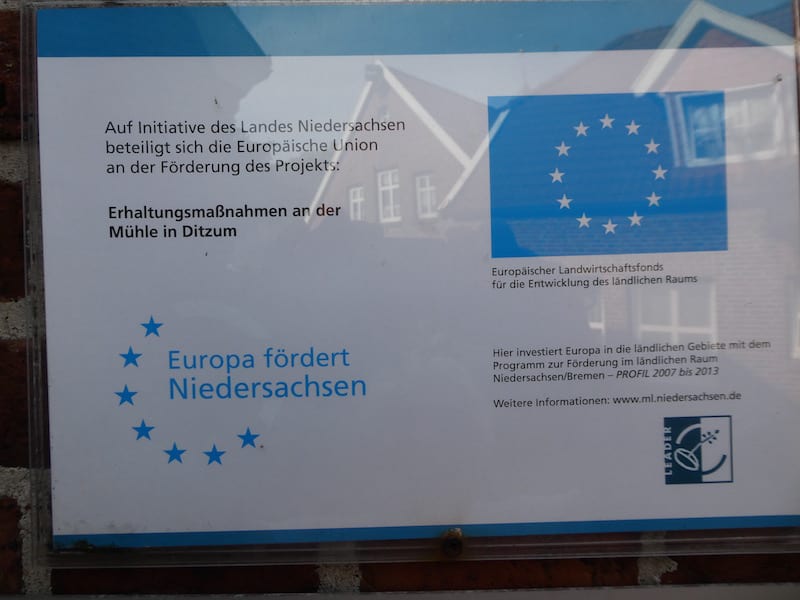 Auf Initiative des Landes Niedersachsen
beteiligt sich die Europäische Union
an der Förderung des Projekts:
Erhaltungsmaßnahmen an der
Mühle in Ditzum
Europa fördert
Niedersachsen
Europäischer Landwirtschaftsfonds
für die Entwicklung des ländlichen Raums
Hier investiert Europa in die ländlichen Gebiete mit dem
Programm zur Förderung im ländlichen Raum
Niedersachsen/Bremen – PROFIL 2007 bis 2013
Weitere Informationen: www.ml.niedersachsen.de
LEADER